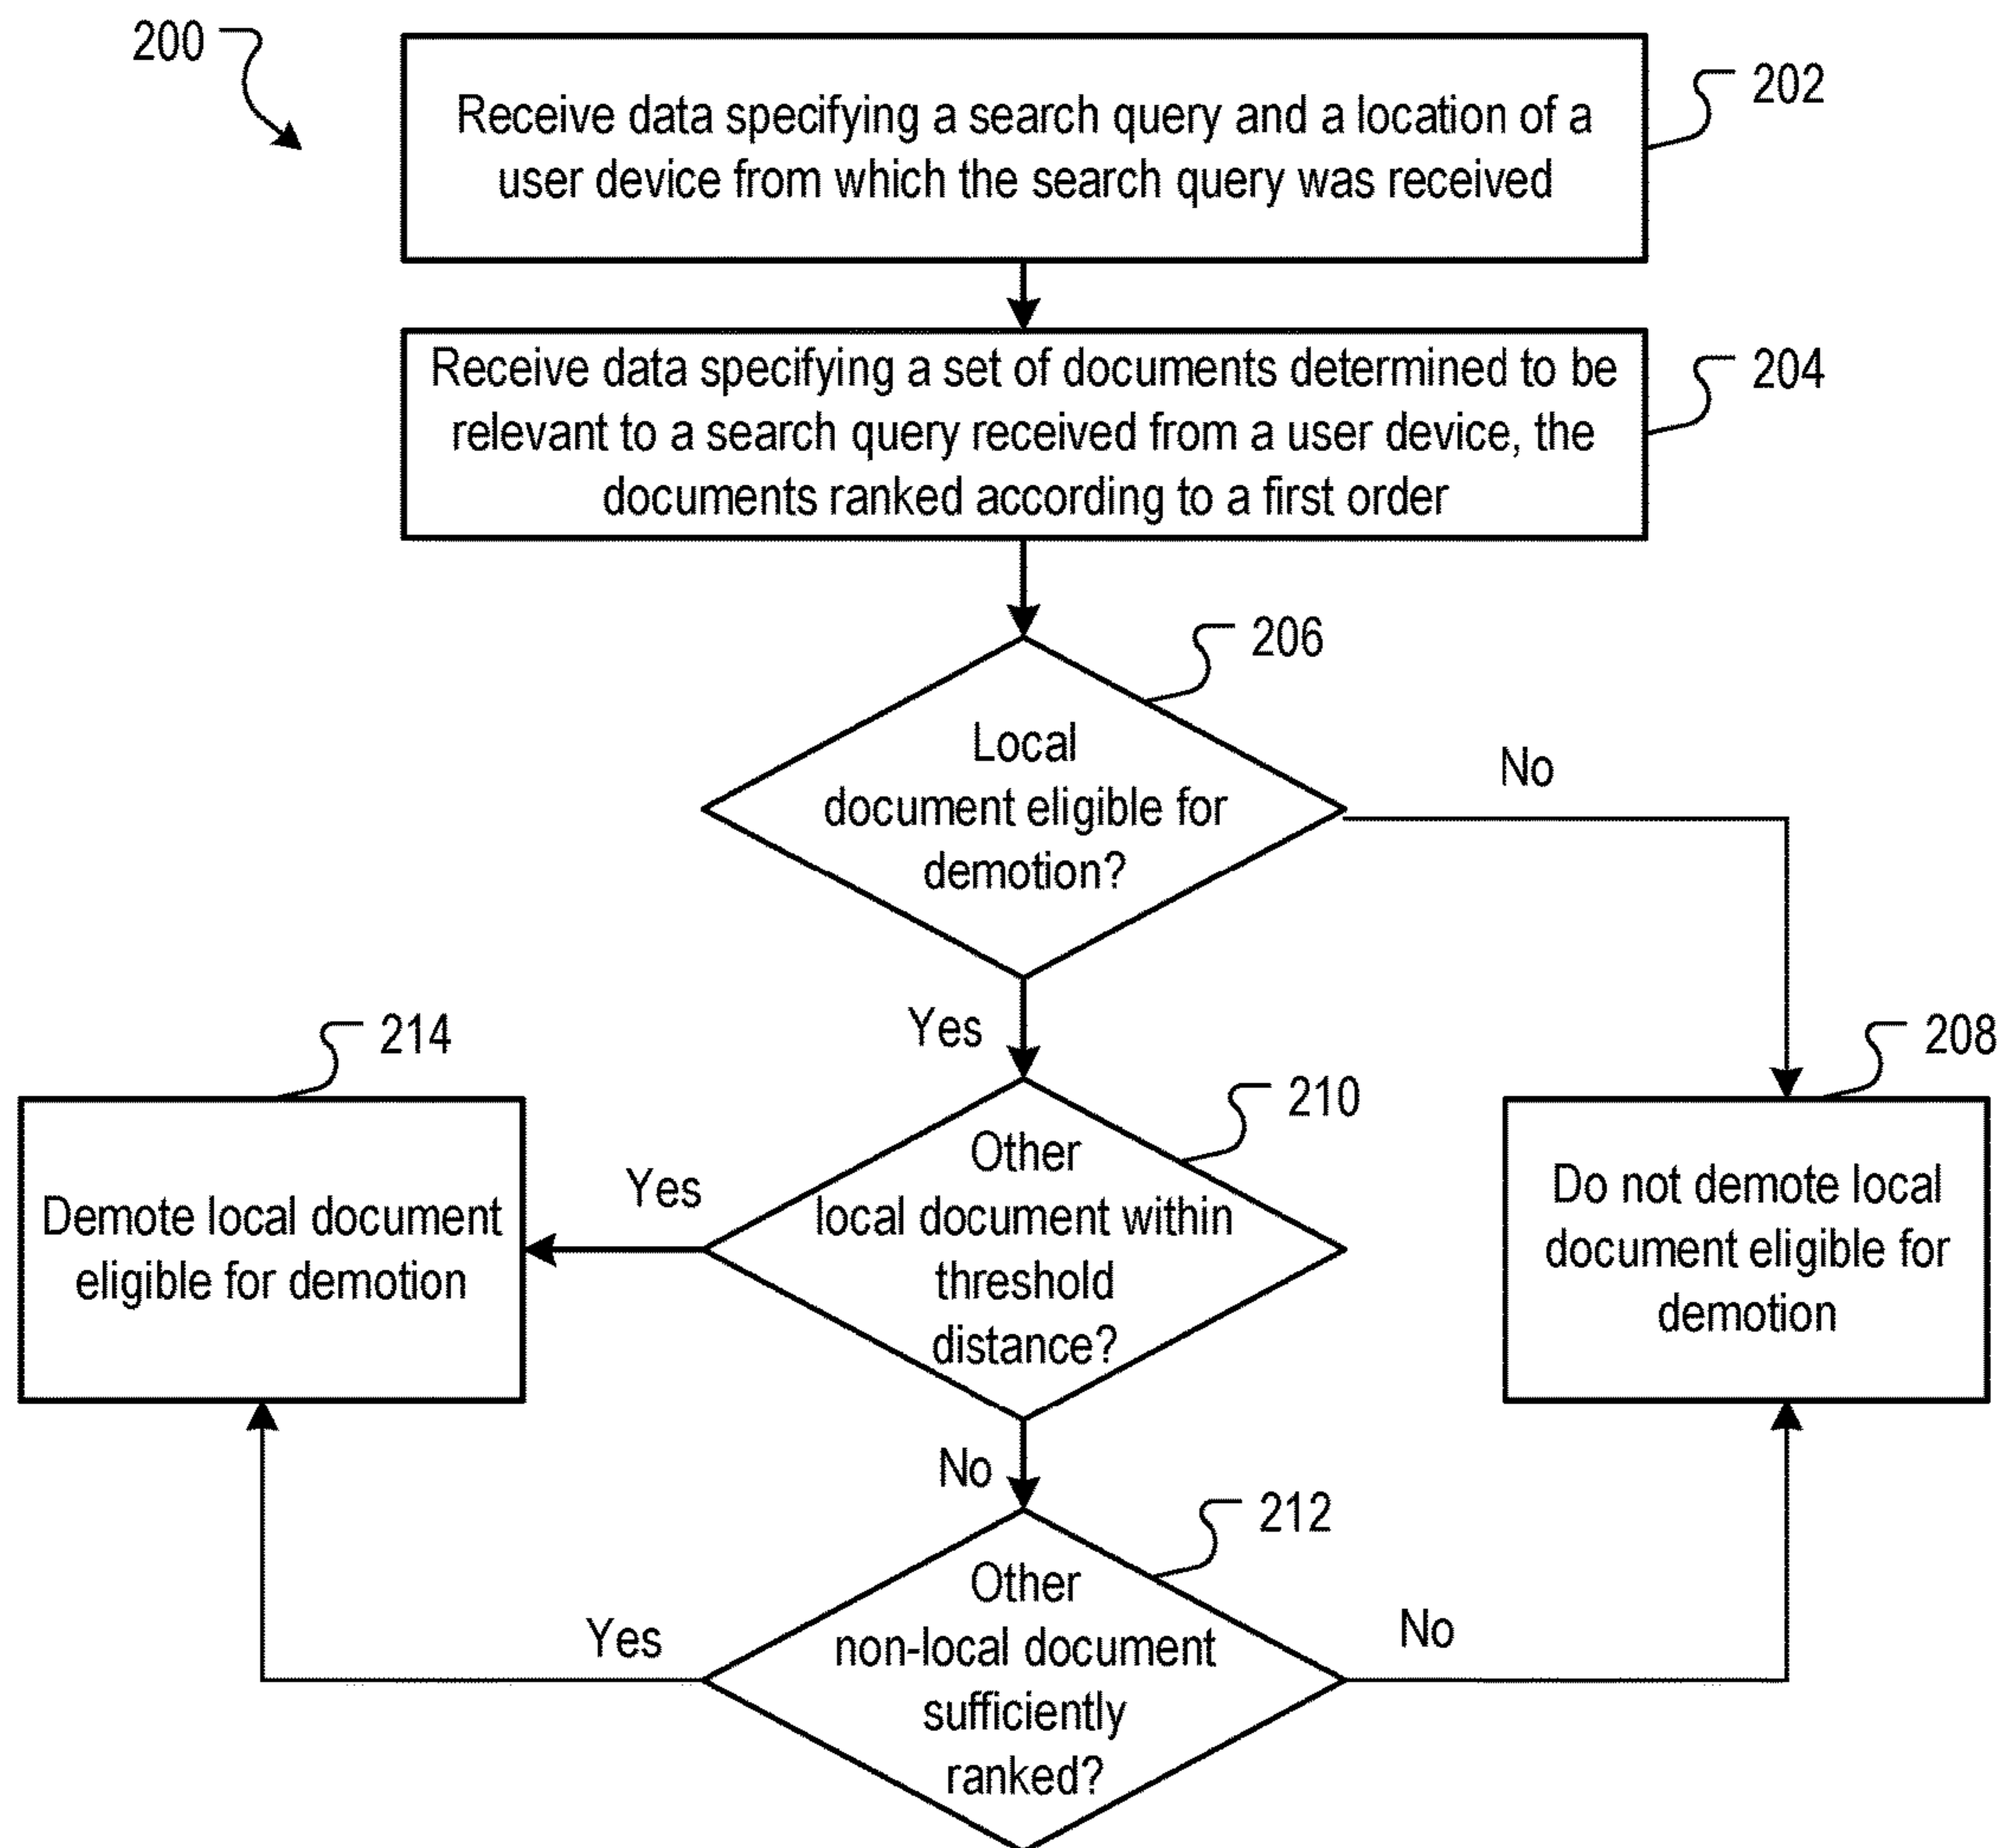 200
Receive data specifying a search query and a location of a
user device from which the search query was received
202
Receive data specifying a set of documents determined to be
relevant to a search query received from a user device, the
documents ranked according to a first order
204
206
Local
document eligible for
demotion?
No
Yes
214
210
208
Demote local document
eligible for demotion
Yes
Other
local document within
threshold
distance?
Do not demote local
document eligible for
demotion
No
212
Yes
Other
non-local document
sufficiently
ranked?
No